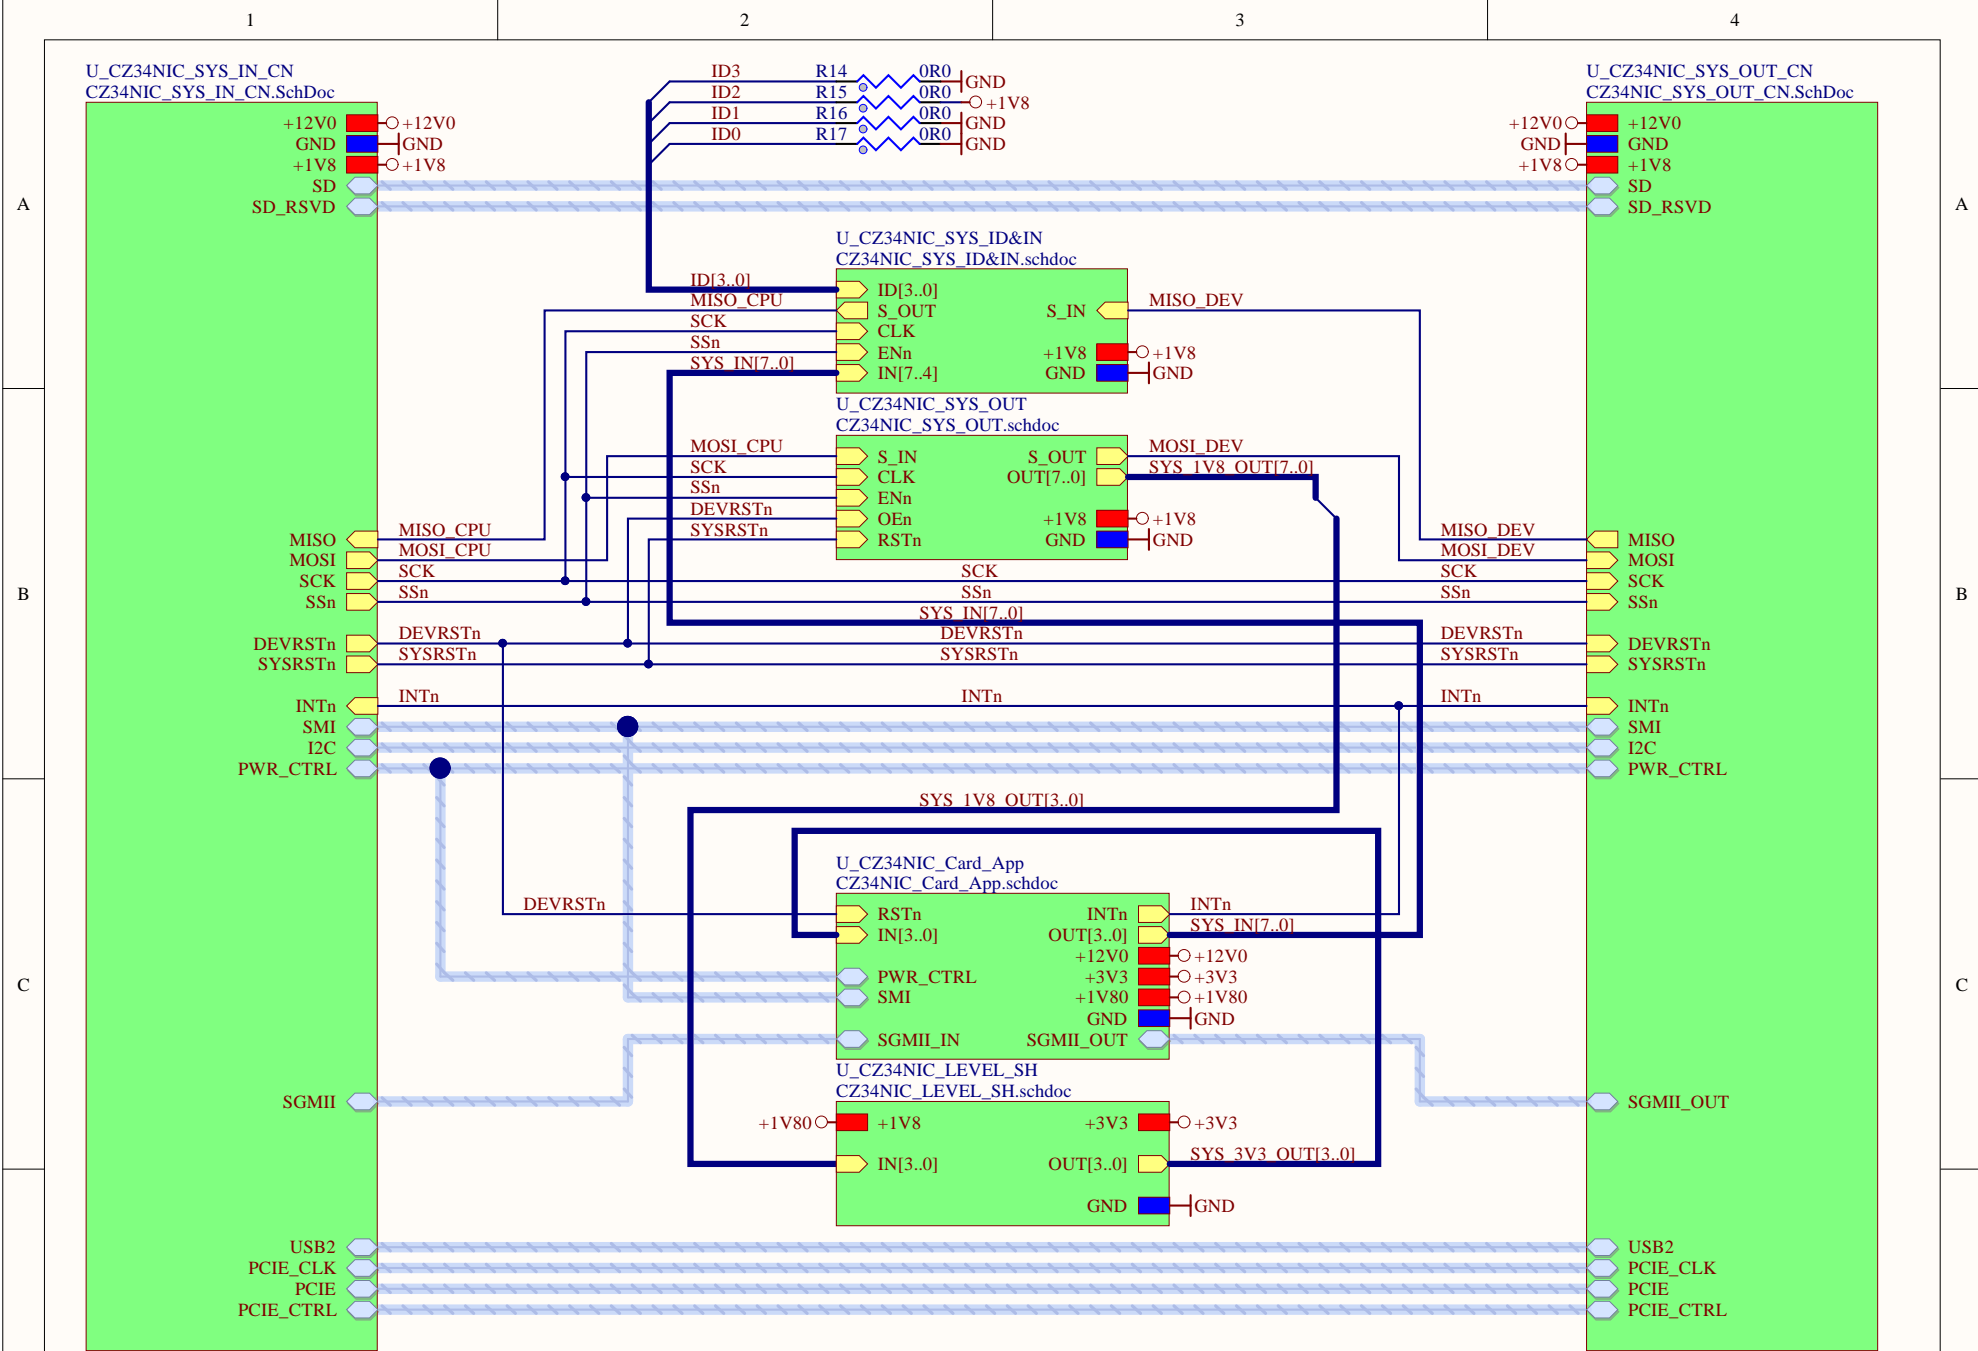 1 2 3 4
U_CZ34NIC_SYS_IN_CN
CZ34NIC_SYS_IN_CN.SchDoc
+12V0 +12V0
GND GND
+1V8 +1V8
SD
SD_RSVD
ID3 R14 0R0 GND
ID2 R15 0R0 +1V8
ID1 R16 0R0 GND
ID0 R17 0R0 GND
U_CZ34NIC_SYS_OUT_CN
CZ34NIC_SYS_OUT_CN.SchDoc
+12V0 +12V0
GND GND
+1V8 +1V8
SD
SD_RSVD
A A
U_CZ34NIC_SYS_ID&IN
CZ34NIC_SYS_ID&IN.schdoc
ID[3..0] ID[3..0]
MISO_CPU S_OUT S_IN MISO_DEV
SCK CLK
SSn ENn +1V8 +1V8
SYS_IN[7..0] IN[7..4] GND GND
U_CZ34NIC_SYS_OUT
CZ34NIC_SYS_OUT.schdoc
MOSI_CPU S_IN S_OUT MOSI_DEV
SCK CLK OUT[7..0] SYS_1V8_OUT[7..0]
SSn ENn
DEVRSTn OEn +1V8 +1V8
SYSRSTn RSTn GND GND
MISO MISO_CPU MISO_DEV MISO
MOSI MOSI_CPU MOSI_DEV MOSI
SCK SCK SCK SCK SCK
B SSn SSn SSn SSn SSn B
SYS_IN[7..0]
DEVRSTn DEVRSTn DEVRSTn DEVRSTn DEVRSTn
SYSRSTn SYSRSTn SYSRSTn SYSRSTn SYSRSTn
INTn INTn INTn INTn INTn
SMI SMI
I2C I2C
PWR_CTRL PWR_CTRL
SYS_1V8_OUT[3..0]
U_CZ34NIC_Card_App
CZ34NIC_Card_App.schdoc
DEVRSTn RSTn INTn INTn
IN[3..0] OUT[3..0] SYS_IN[7..0]
+12V0 +12V0
PWR_CTRL +3V3 +3V3
C C
SMI +1V80 +1V80
GND GND
SGMII_IN SGMII_OUT
U_CZ34NIC_LEVEL_SH
CZ34NIC_LEVEL_SH.schdoc
SGMII SGMII_OUT
+1V80 +1V8 +3V3 +3V3
IN[3..0] OUT[3..0] SYS_3V3_OUT[3..0]
GND GND
USB2 USB2
PCIE_CLK PCIE_CLK
PCIE PCIE
PCIE_CTRL PCIE_CTRL